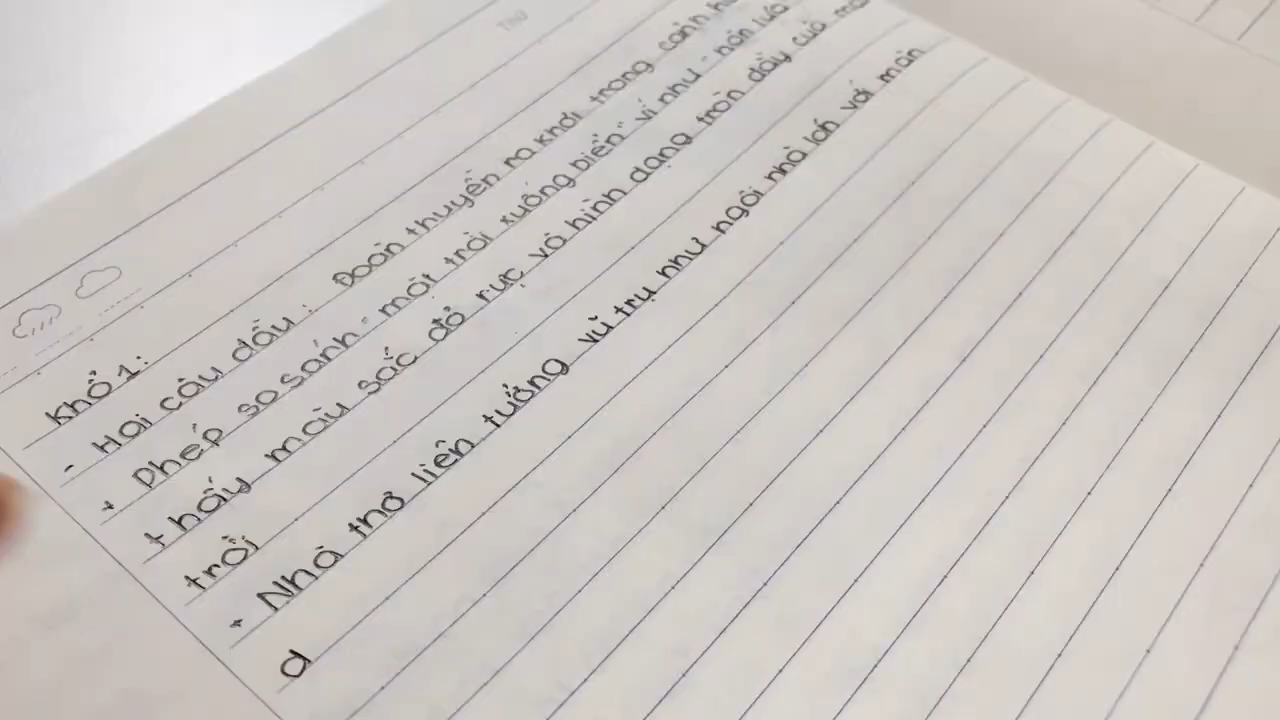 Thứ
Khổ 1:
- Hai câu đầu: Đoàn thuyền ra khơi trong cảnh
+ Phép so sánh "mặt trời xuống biển" ví như "hòn lửa
thấy màu sắc đỏ rực và hình dạng tròn đầy của
trời
+ Nhà thơ liên tưởng vũ trụ như ngôi nhà lớn với màn
đ